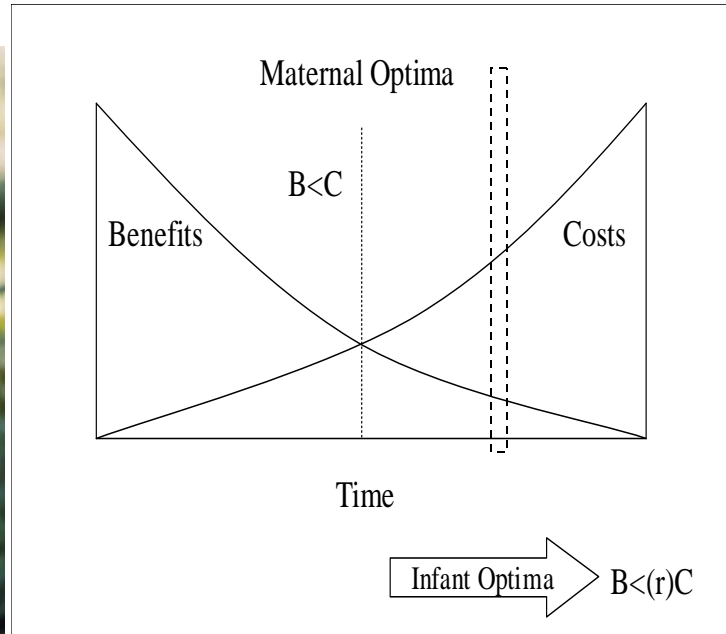 Maternal Optima
B<C
Benefits
Costs
Time
Infant Optima
B<(r)C